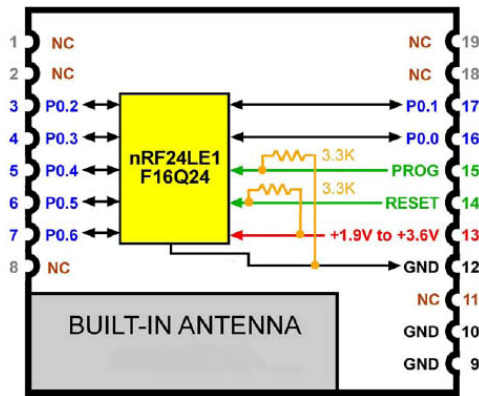 1 NC NC 19
2 NC NC 18
3 P0.2 P0.1 17
4 P0.3 nRF24LE1 P0.0 16
F16Q24
3.3K
5 P0.4 PROG 15
3.3K
6 P0.5 RESET 14
7 P0.6 +1.9V to +3.6V 13
8 NC GND 12
NC 11
BUILT-IN ANTENNA GND 10
GND 9